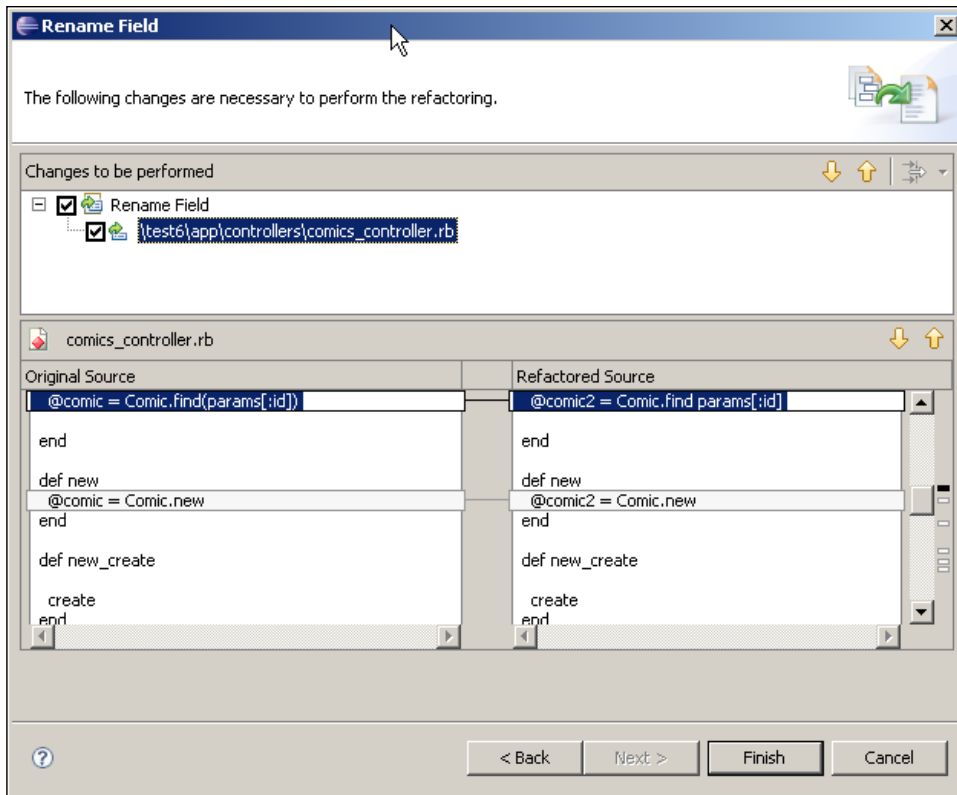 Rename Field
The following changes are necessary to perform the refactoring.
Changes to be performed
Rename Field
\test6\app\controllers\comics_controller.rb
comics_controller.rb
Original Source
@comic = Comic.find(params[:id])
end
def new
@comic = Comic.new
end
def new_create
create
end
Refactored Source
@comic2 = Comic.find params[:id]
end
def new
@comic2 = Comic.new
end
def new_create
create
end
< Back
Next >
Finish
Cancel